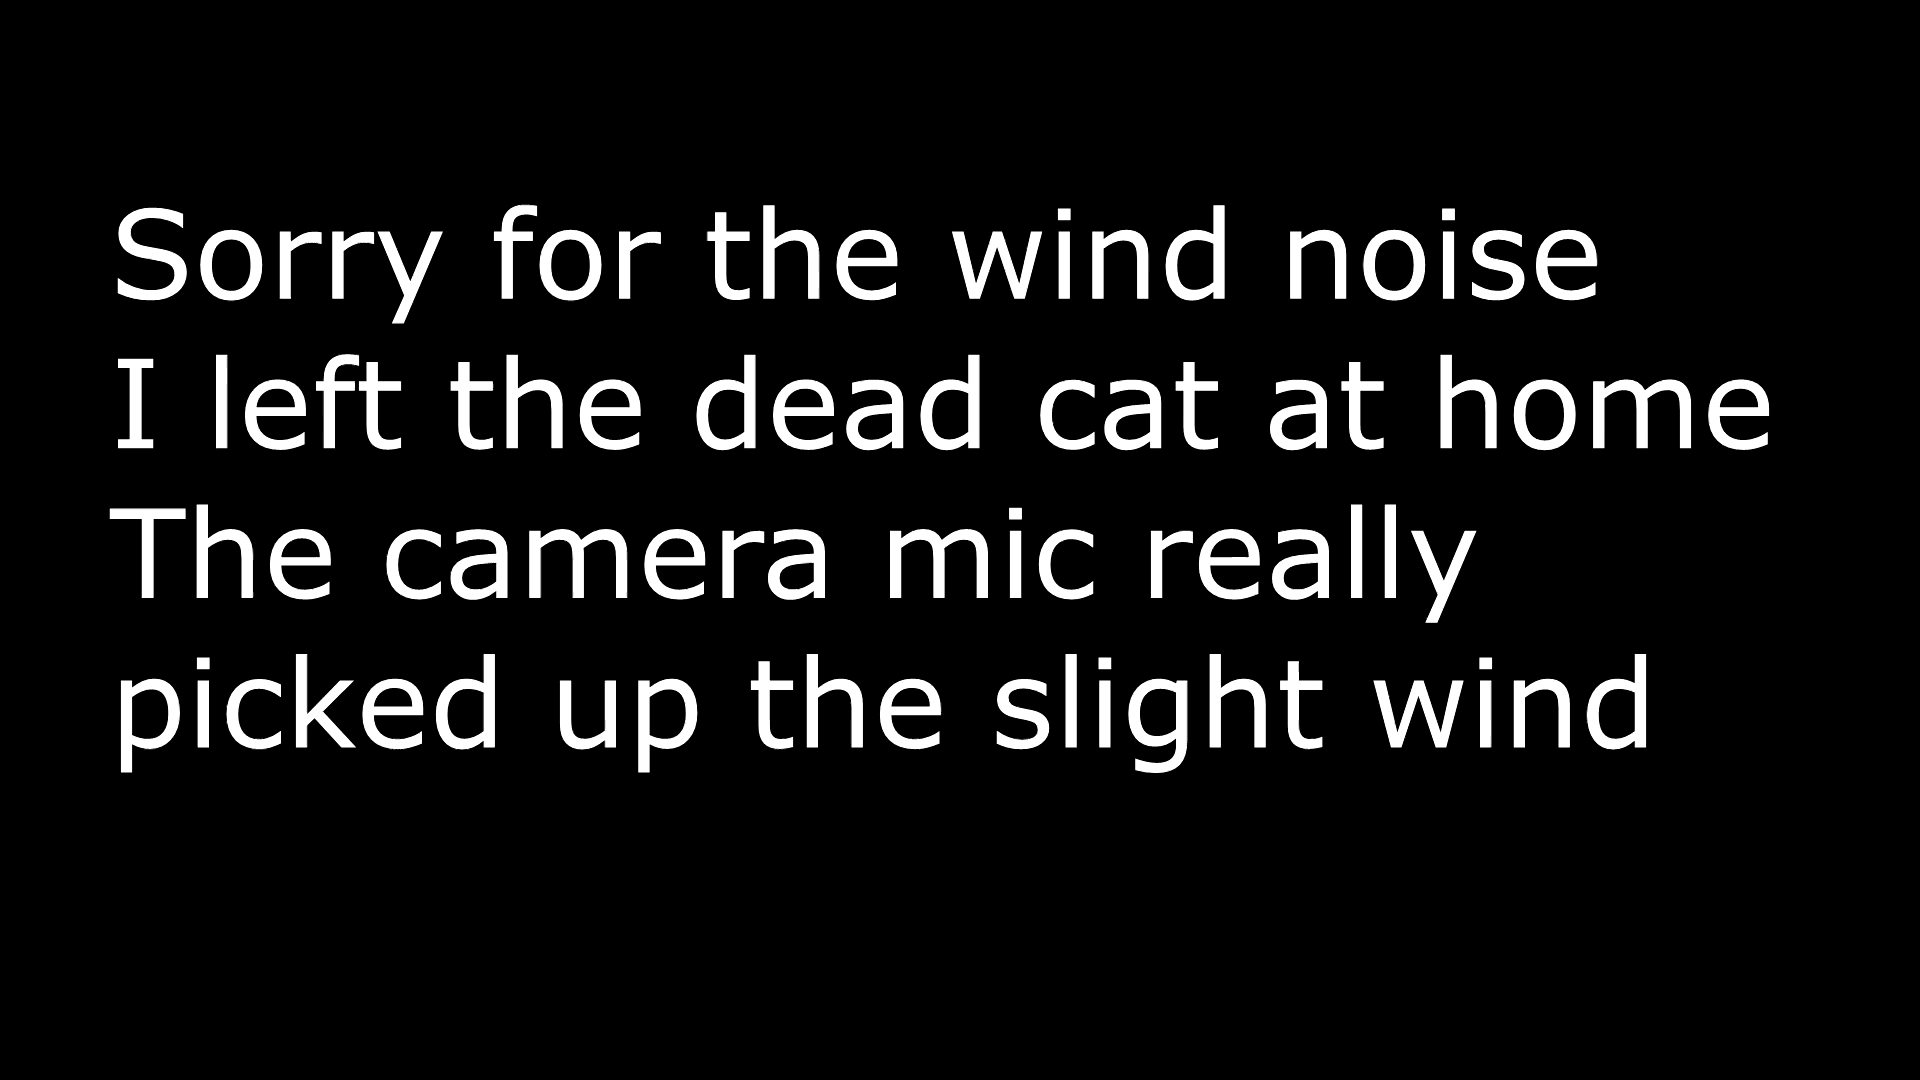 Sorry for the wind noise
I left the dead cat at home
The camera mic really
picked up the slight wind